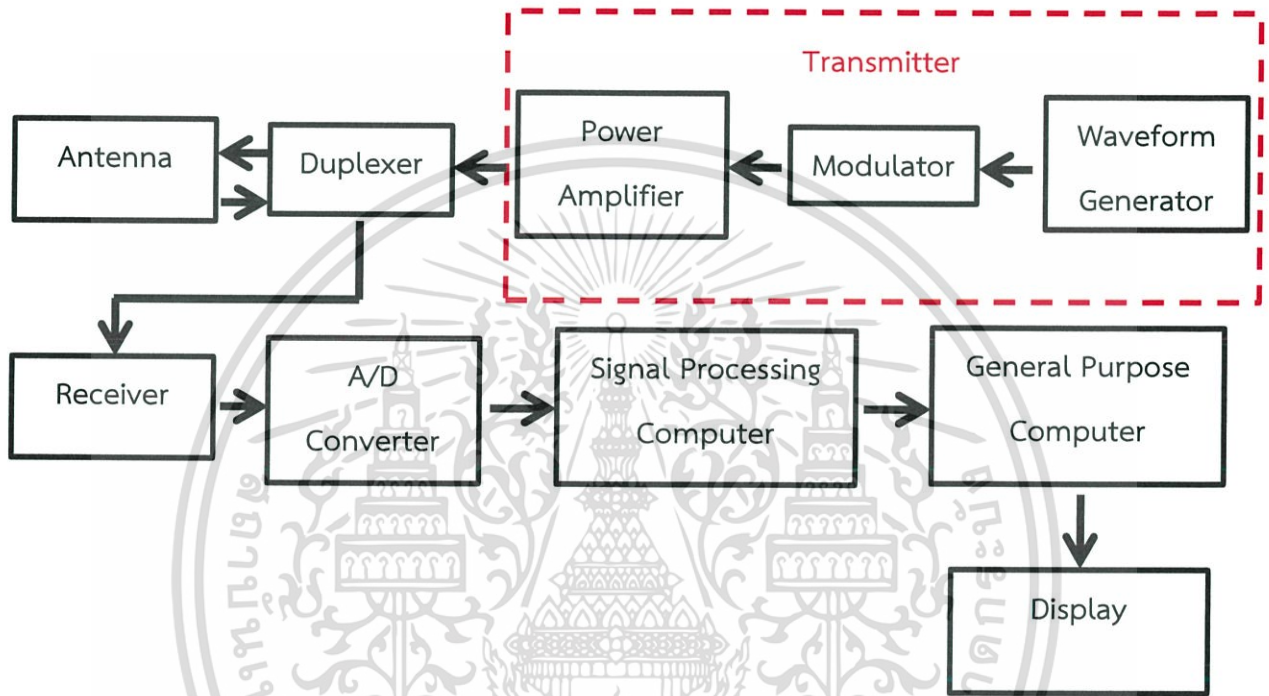 Transmitter
Antenna
Duplexer
Power
Amplifier
Modulator
Waveform
Generator
Receiver
A/D
Converter
Signal Processing
Computer
General Purpose
Computer
Display